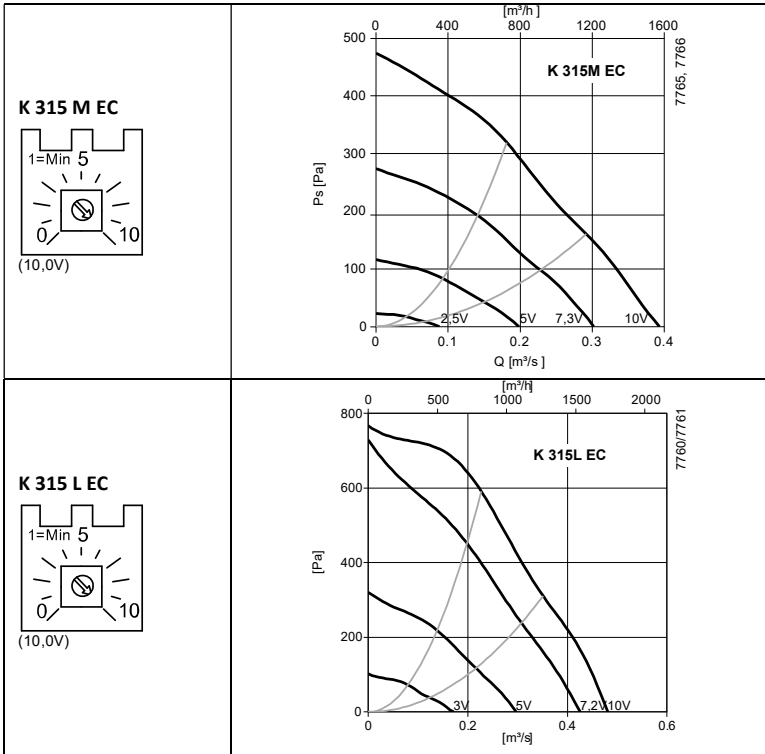 K 315 M EC
1=Min 5
0 10
(10,0V)
[m³/h ]
0 400 800 1200 1600
500
400
300
200
100
0
Ps [Pa]
K 315M EC
7765, 7766
2,5V 5V 7,3V 10V
0 0.1 0.2 0.3 0.4
Q [m³/s ]
K 315 L EC
1=Min 5
0 10
(10,0V)
[m³/h]
0 500 1000 1500 2000
800
600
400
200
0
[Pa]
K 315L EC
7760/7761
3V 5V 7,2V 10V
0 0.2 0.4 0.6
[m³/s]